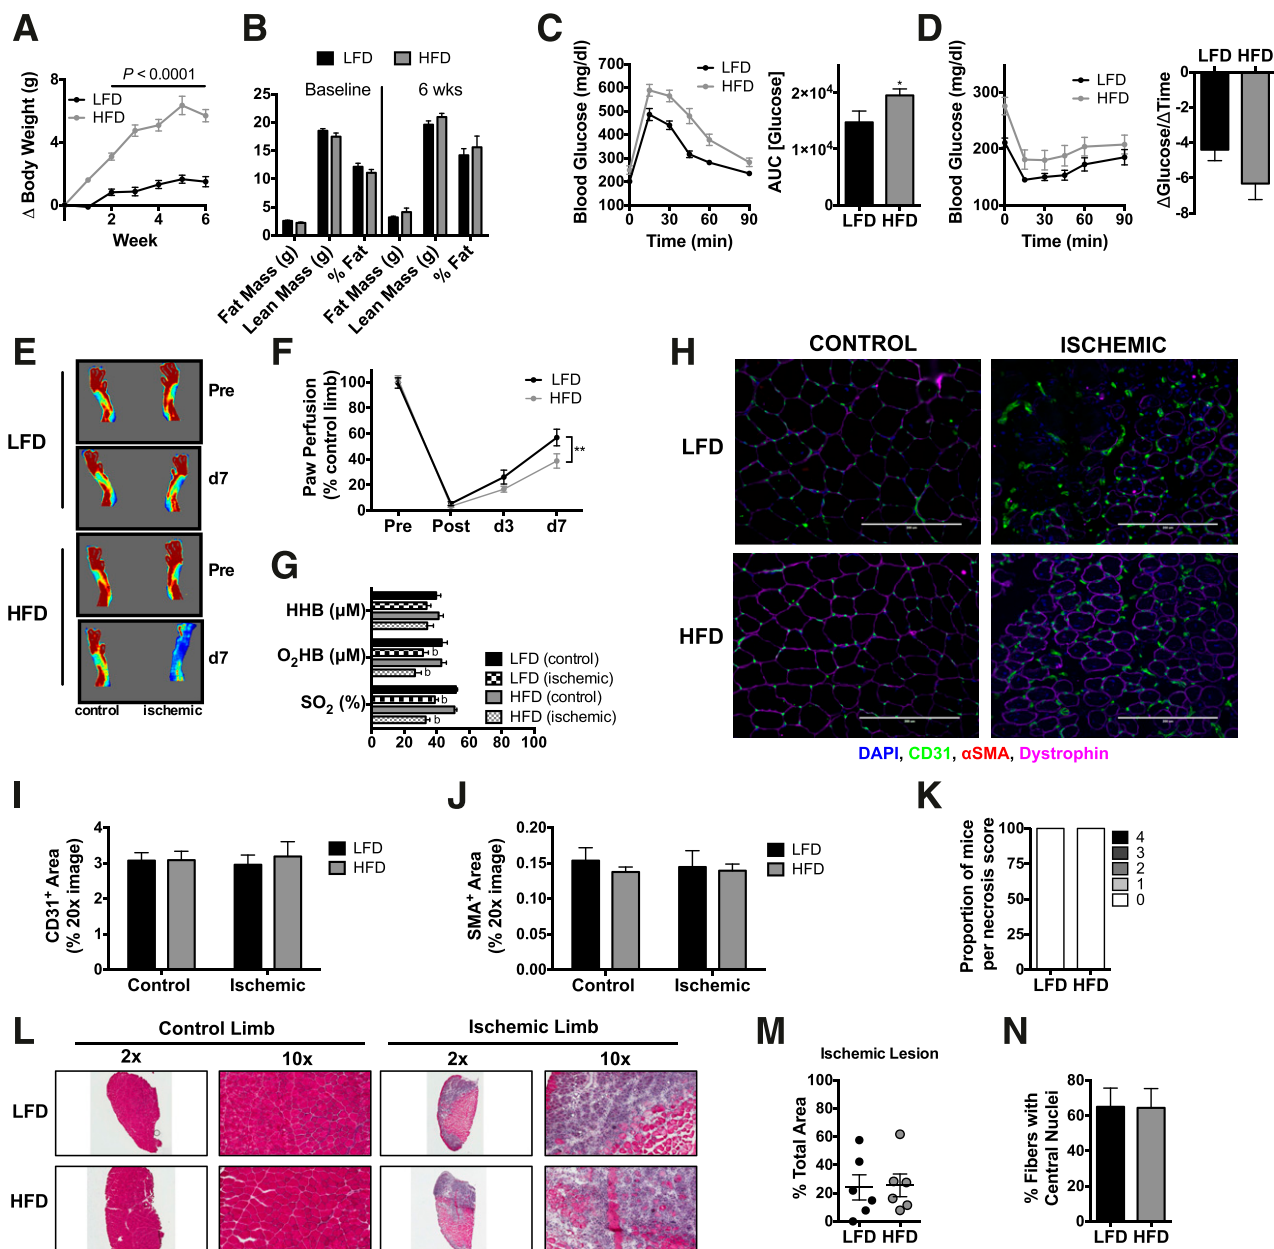 A
P < 0.0001
Δ Body Weight (g)
8
4
0
LFD
HFD
0
2
4
6
Week
B
LFD
HFD
Baseline
6 wks
25
20
15
10
5
0
Fat Mass (g)
Lean Mass (g)
% Fat
Fat Mass (g)
Lean Mass (g)
% Fat
C
Blood Glucose (mg/dl)
700
600
500
400
300
200
100
LFD
HFD
0
30
60
90
Time (min)
AUC [Glucose]
2×10⁴
1×10⁴
0
*
LFD
HFD
D
Blood Glucose (mg/dl)
300
200
100
LFD
HFD
0
30
60
90
Time (min)
LFD HFD
ΔGlucose/ΔTime
0
-2
-4
-6
-8
E
LFD
Pre
d7
HFD
Pre
d7
control
ischemic
F
Paw Perfusion
(% control limb)
100
80
60
40
20
0
LFD
HFD
**
Pre
Post
d3
d7
G
HHB (μM)
O₂HB (μM)
SO₂ (%)
b
b
b
b
LFD (control)
LFD (ischemic)
HFD (control)
HFD (ischemic)
0
20
40
60
80
100
H
CONTROL
ISCHEMIC
LFD
HFD
DAPI, CD31, αSMA, Dystrophin
I
CD31⁺ Area
(% 20x image)
4
3
2
1
0
LFD
HFD
Control
Ischemic
J
SMA⁺ Area
(% 20x image)
0.20
0.15
0.10
0.05
0.00
LFD
HFD
Control
Ischemic
K
Proportion of mice
per necrosis score
100
75
50
25
0
4
3
2
1
0
LFD HFD
L
Control Limb
Ischemic Limb
2x
10x
2x
10x
LFD
HFD
M
Ischemic Lesion
% Total Area
100
80
60
40
20
0
LFD HFD
N
% Fibers with
Central Nuclei
80
60
40
20
0
LFD HFD